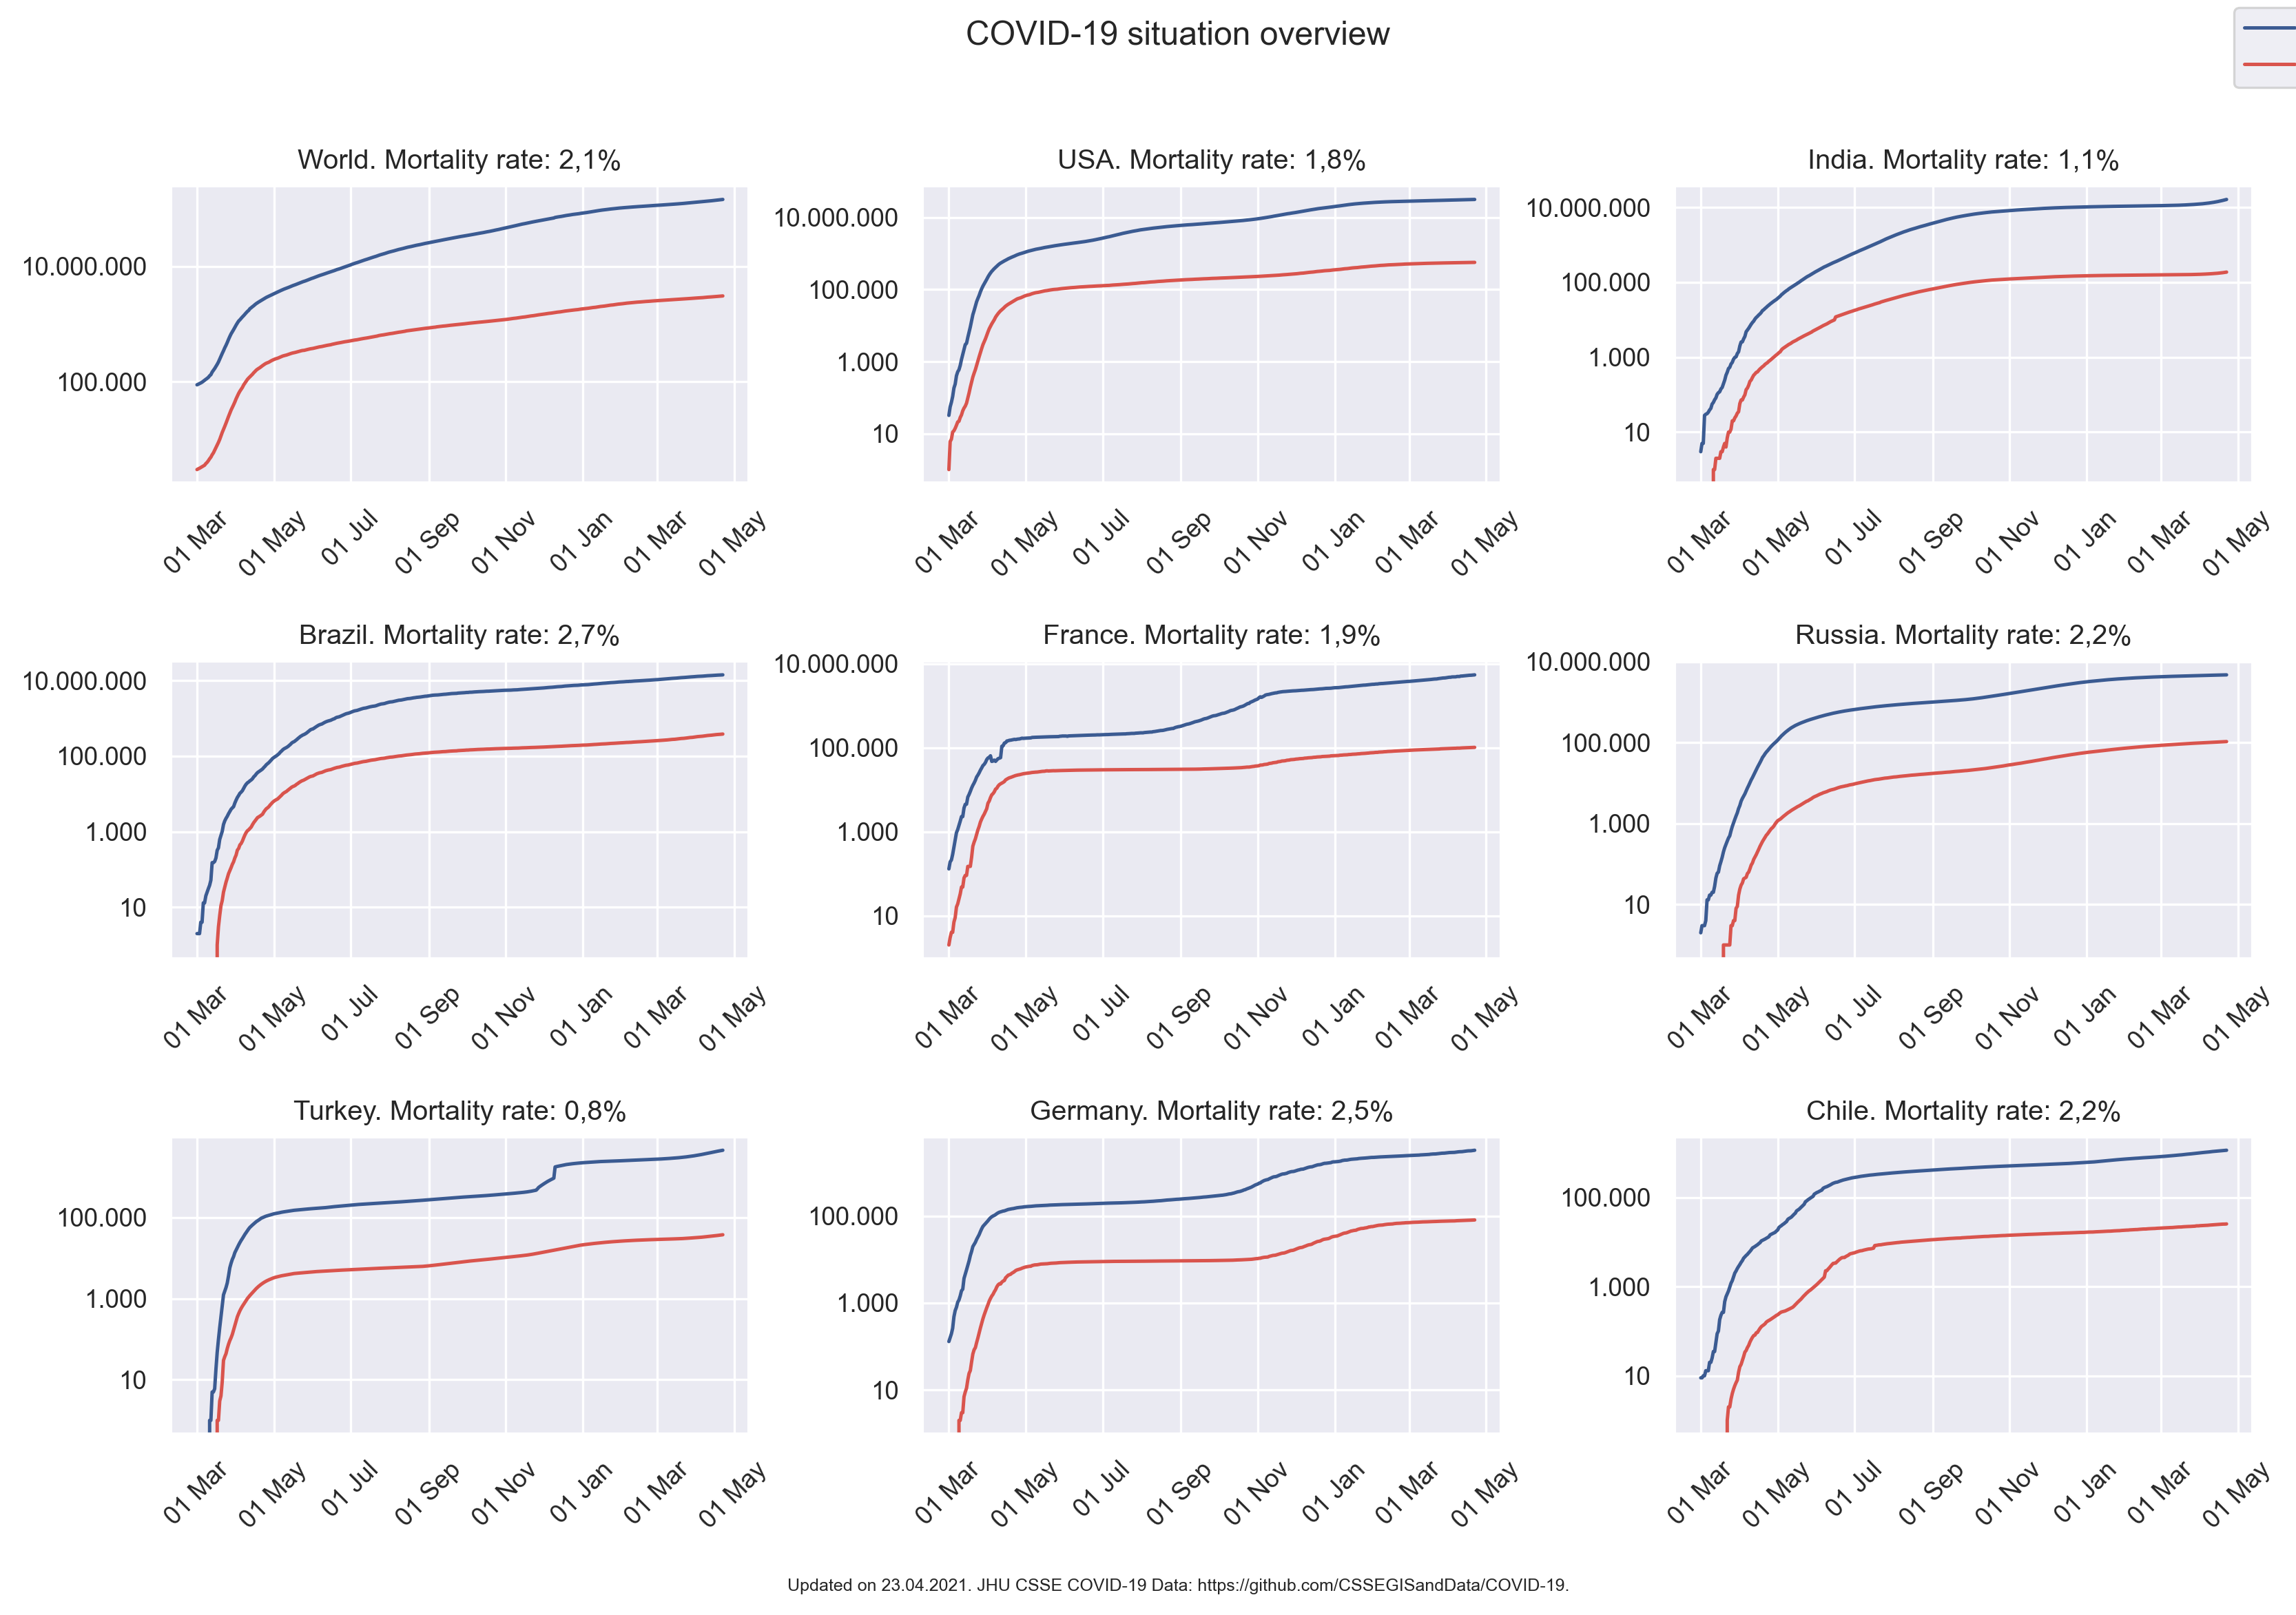 COVID-19 situation overview
World. Mortality rate: 2,1%
10.000.000
100.000
01 Mar
01 May
01 Jul
01 Sep
01 Nov
01 Jan
01 Mar
01 May
USA. Mortality rate: 1,8%
10.000.000
100.000
1.000
10
01 Mar
01 May
01 Jul
01 Sep
01 Nov
01 Jan
01 Mar
01 May
India. Mortality rate: 1,1%
10.000.000
100.000
1.000
10
01 Mar
01 May
01 Jul
01 Sep
01 Nov
01 Jan
01 Mar
01 May
Brazil. Mortality rate: 2,7%
10.000.000
100.000
1.000
10
01 Mar
01 May
01 Jul
01 Sep
01 Nov
01 Jan
01 Mar
01 May
France. Mortality rate: 1,9%
10.000.000
100.000
1.000
10
01 Mar
01 May
01 Jul
01 Sep
01 Nov
01 Jan
01 Mar
01 May
Russia. Mortality rate: 2,2%
10.000.000
100.000
1.000
10
01 Mar
01 May
01 Jul
01 Sep
01 Nov
01 Jan
01 Mar
01 May
Turkey. Mortality rate: 0,8%
100.000
1.000
10
01 Mar
01 May
01 Jul
01 Sep
01 Nov
01 Jan
01 Mar
01 May
Germany. Mortality rate: 2,5%
100.000
1.000
10
01 Mar
01 May
01 Jul
01 Sep
01 Nov
01 Jan
01 Mar
01 May
Chile. Mortality rate: 2,2%
100.000
1.000
10
01 Mar
01 May
01 Jul
01 Sep
01 Nov
01 Jan
01 Mar
01 May
Updated on 23.04.2021. JHU CSSE COVID-19 Data: https://github.com/CSSEGISandData/COVID-19.